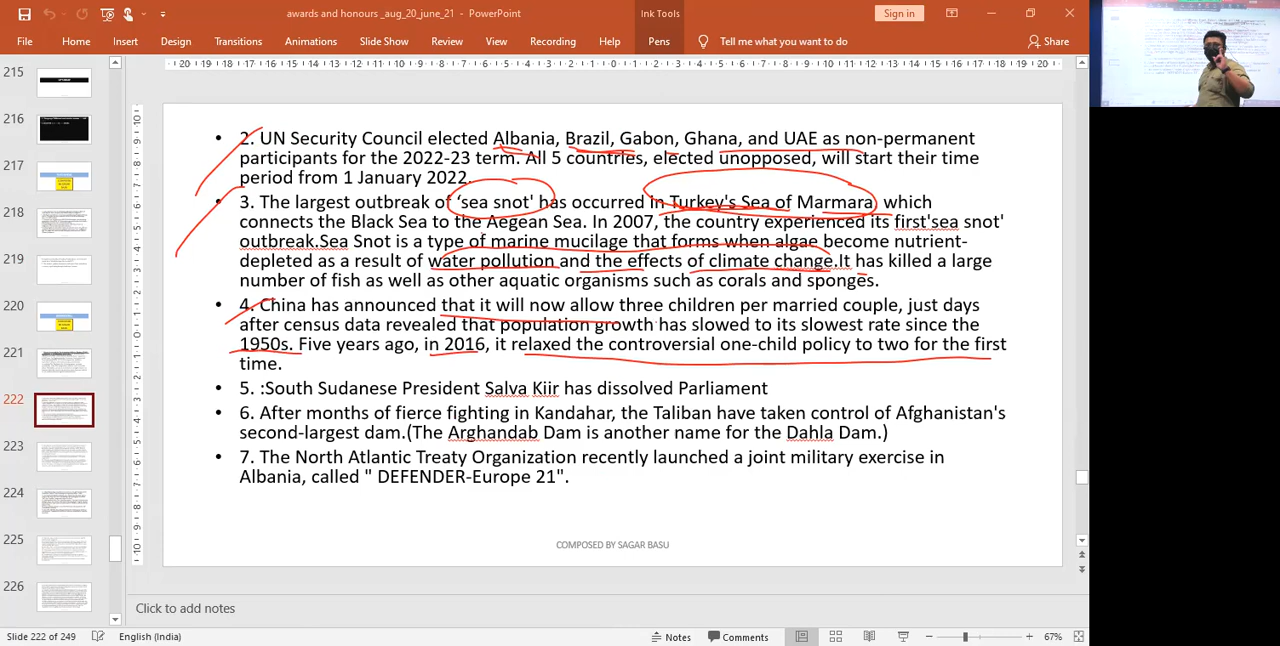 awards and honours _aug_20_june_21 - PowerPoint
Ink Tools
Sign in
File Home Insert Design Transitions Animations Slide Show Help Pens Tell me what you want to do Share
215
216
217
218
219
220
221
222
223
224
225
226
• 2. UN Security Council elected Albania, Brazil, Gabon, Ghana, and UAE as non-permanent
participants for the 2022-23 term. All 5 countries, elected unopposed, will start their time
period from 1 January 2022.
• 3. The largest outbreak of 'sea snot' has occurred in Turkey's Sea of Marmara, which
connects the Black Sea to theAegean Sea. In 2007, the country experienced its first'sea snot'
outbreak.Sea Snot is a type of marine mucilage that forms when algae become nutrient-
depleted as a result of water pollution and the effects of climate change.It has killed a large
number of fish as well as other aquatic organisms such as corals and sponges.
• 4. China has announced that it will now allow three children per married couple, just days
after census data revealed that population growth has slowed to its slowest rate since the
1950s. Five years ago, in 2016, it relaxed the controversial one-child policy to two for the first
time.
• 5. :South Sudanese President Salva Kiir has dissolved Parliament
• 6. After months of fierce fighting in Kandahar, the Taliban have taken control of Afghanistan's
second-largest dam.(The Arghandab Dam is another name for the Dahla Dam.)
• 7. The North Atlantic Treaty Organization recently launched a joint military exercise in
Albania, called " DEFENDER-Europe 21".
COMPOSED BY SAGAR BASU
Click to add notes
Slide 222 of 249 English (India) Notes Comments 67%